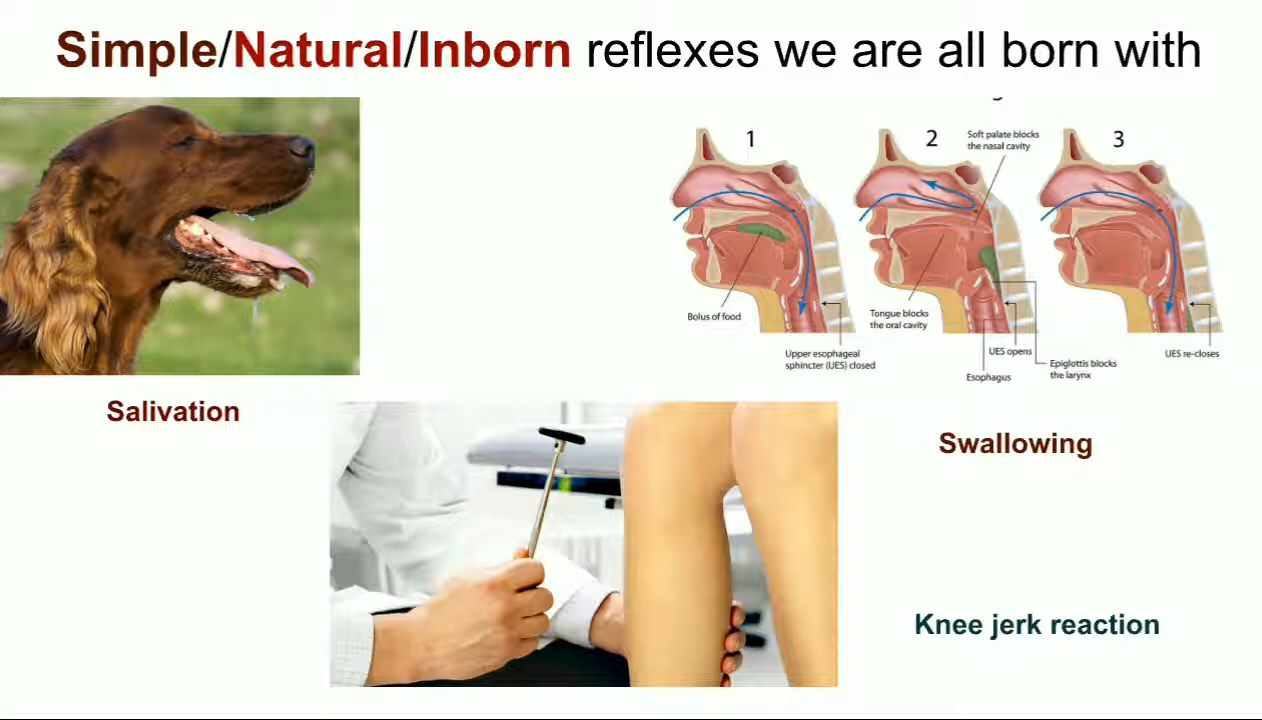 Simple/Natural/Inborn reflexes we are all born with
1
2
3
Soft palate blocks
the nasal cavity
Bolus of food
Tongue blocks
the oral cavity
Upper esophageal
sphincter (UES) closed
UES opens
Esophagus
Epiglottis blocks
the larynx
UES re-closes
Salivation
Swallowing
Knee jerk reaction